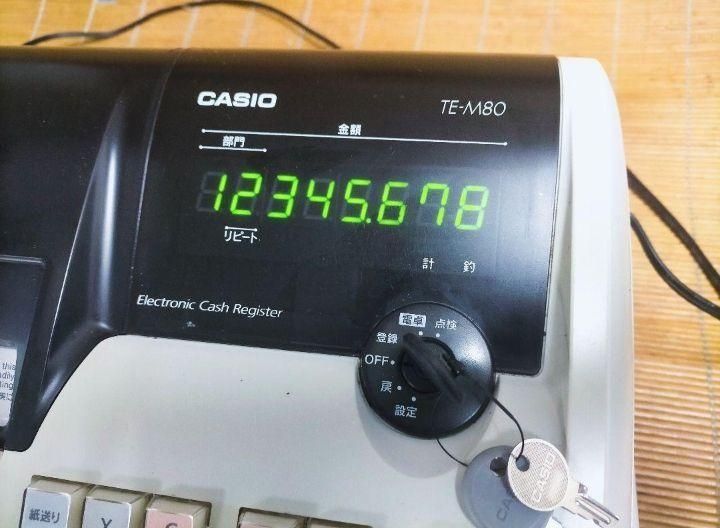 CASIO
TE-M80
金額
部門
12345.678
リピート
計 釣
Electronic Cash Register
電卓
登録
点検
OFF
戻
設定
CASIO
CASIO
紙送り